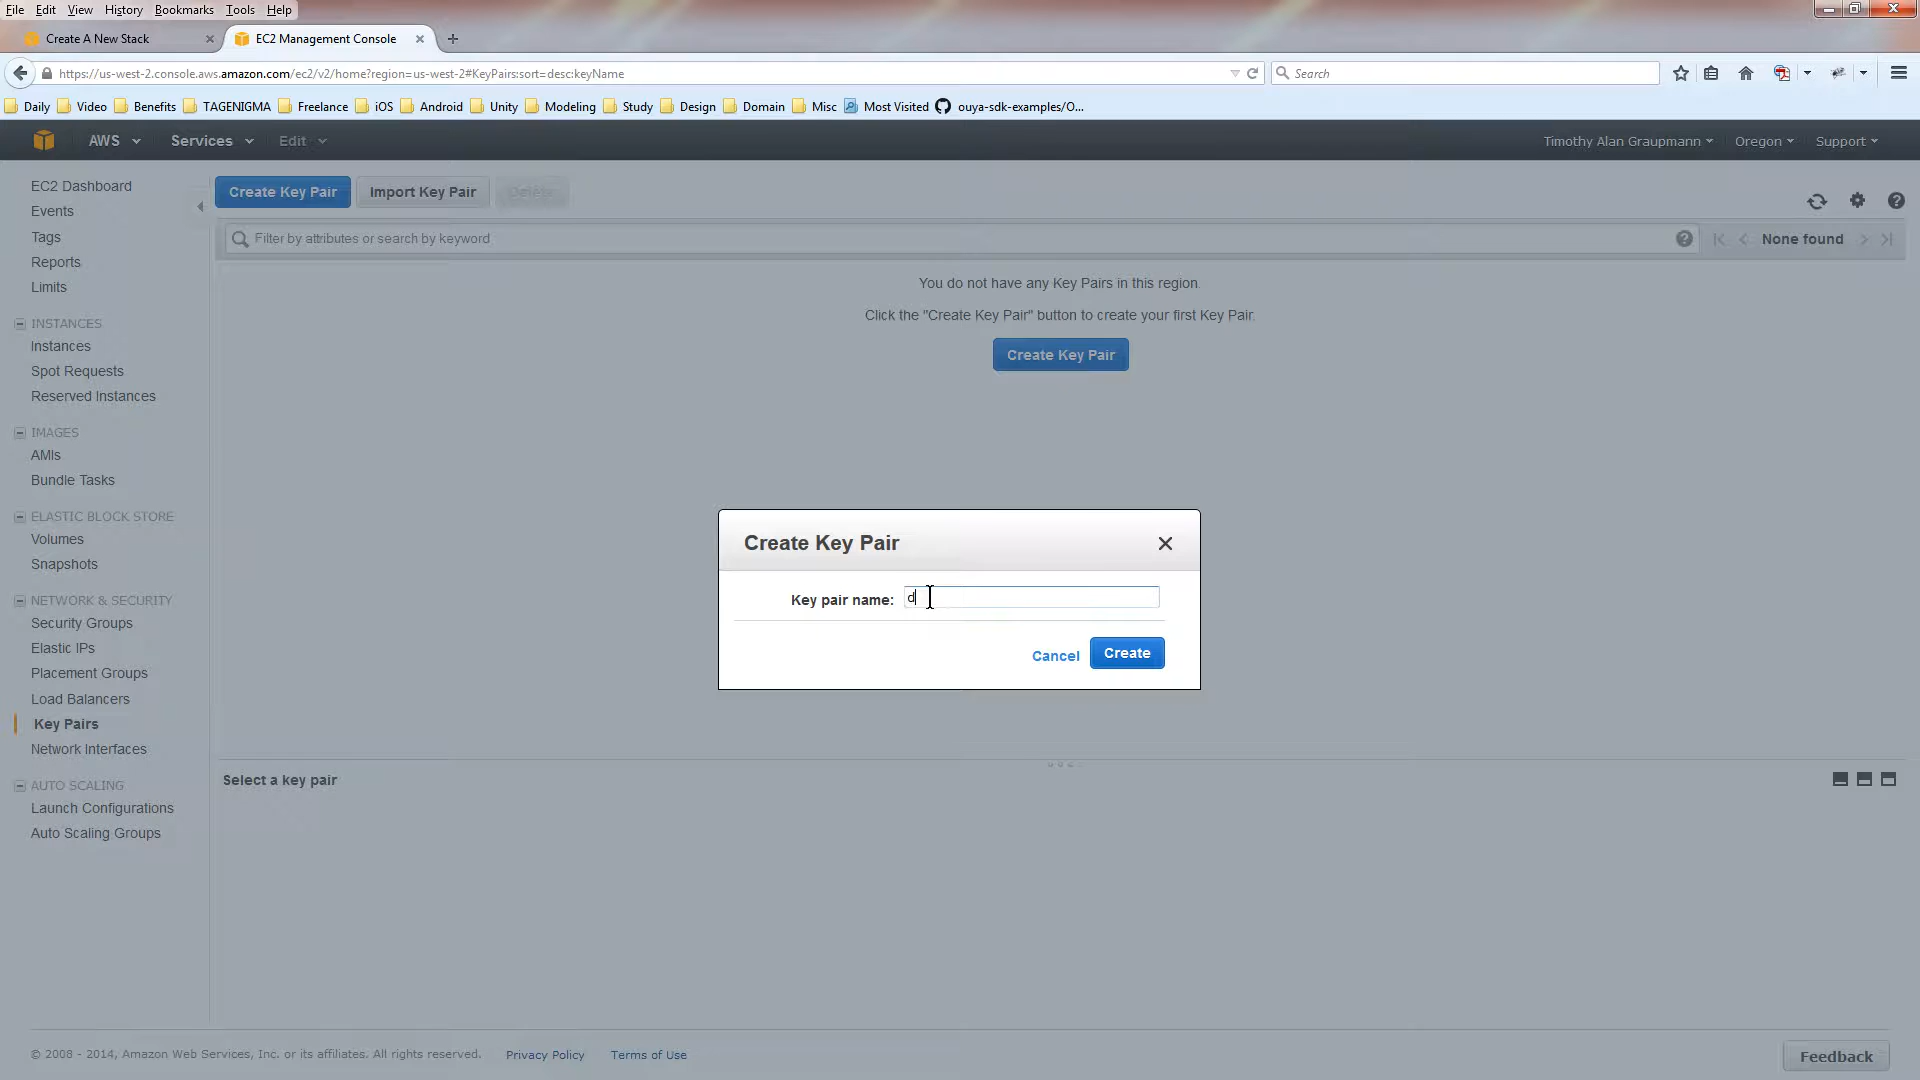 File Edit View History Bookmarks Tools Help
Create A New Stack EC2 Management Console
https://us-west-2.console.aws.amazon.com/ec2/v2/home?region=us-west-2#KeyPairs:sort=desc:keyName Search
Daily Video Benefits TAGENIGMA Freelance iOS Android Unity Modeling Study Design Domain Misc Most Visited ouya-sdk-examples/O...
AWS Services Edit Timothy Alan Graupmann Oregon Support
EC2 Dashboard
Events
Tags
Reports
Limits
INSTANCES
Instances
Spot Requests
Reserved Instances
IMAGES
AMIs
Bundle Tasks
ELASTIC BLOCK STORE
Volumes
Snapshots
NETWORK & SECURITY
Security Groups
Elastic IPs
Placement Groups
Load Balancers
Key Pairs
Network Interfaces
AUTO SCALING
Launch Configurations
Auto Scaling Groups
Create Key Pair Import Key Pair Delete
Filter by attributes or search by keyword None found
You do not have any Key Pairs in this region.
Click the "Create Key Pair" button to create your first Key Pair.
Create Key Pair
Create Key Pair
Key pair name: d
Cancel Create
Select a key pair
© 2008 - 2014, Amazon Web Services, Inc. or its affiliates. All rights reserved. Privacy Policy Terms of Use Feedback